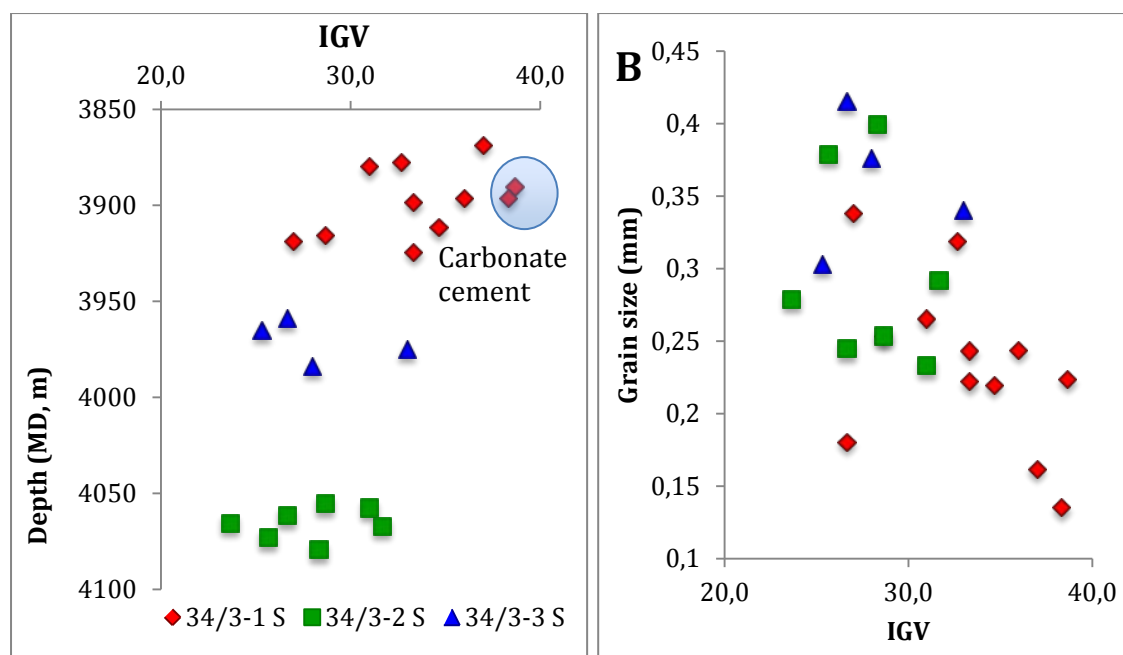 IGV
20,0 30,0 40,0
3850
3900
3950
4000
4050
4100
Depth (MD, m)
Carbonate
cement
34/3-1 S 34/3-2 S 34/3-3 S
B
0,45
0,4
0,35
0,3
0,25
0,2
0,15
0,1
Grain size (mm)
20,0 30,0 40,0
IGV